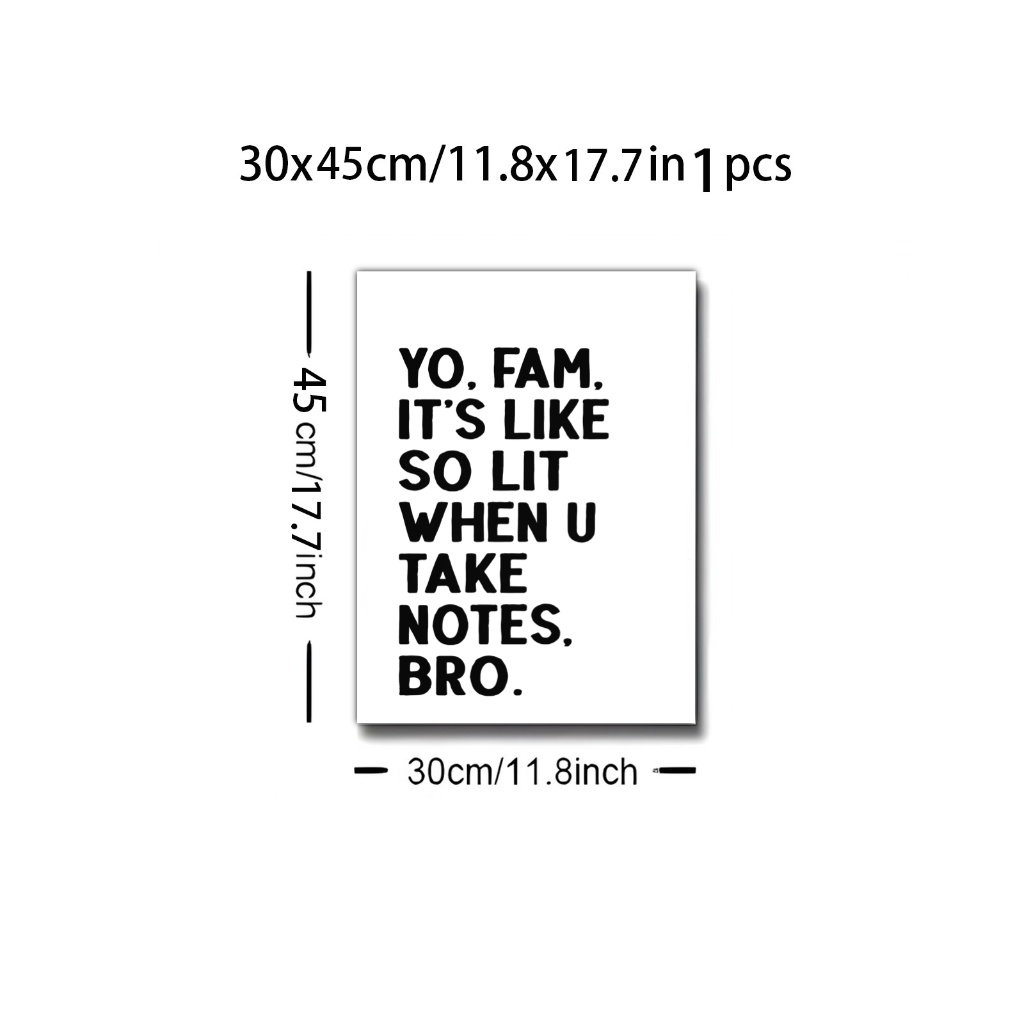 30x45cm/11.8x17.7in 1 pcs
45 cm/17.7inch
YO, FAM,
IT'S LIKE
SO LIT
WHEN U
TAKE
NOTES,
BRO.
30cm/11.8inch